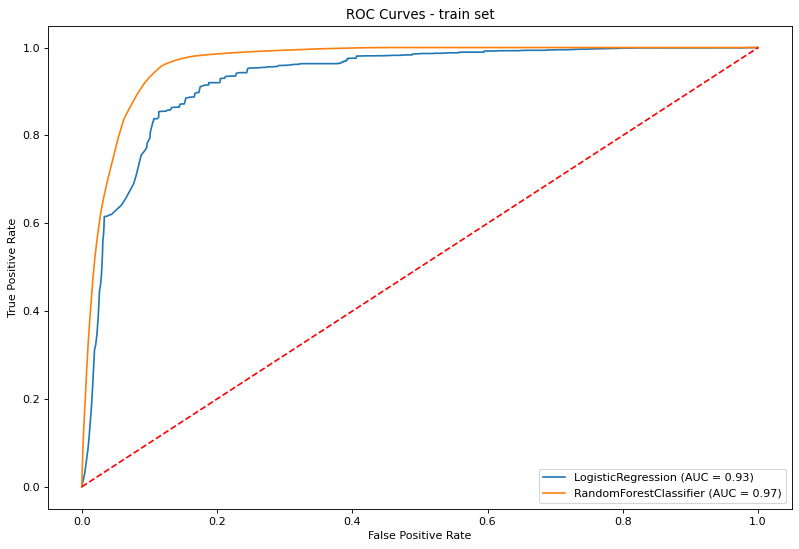 ROC Curves - train set
True Positive Rate
1.0
0.8
0.6
0.4
0.2
0.0
0.0 0.2 0.4 0.6 0.8 1.0
False Positive Rate
LogisticRegression (AUC = 0.93)
RandomForestClassifier (AUC = 0.97)